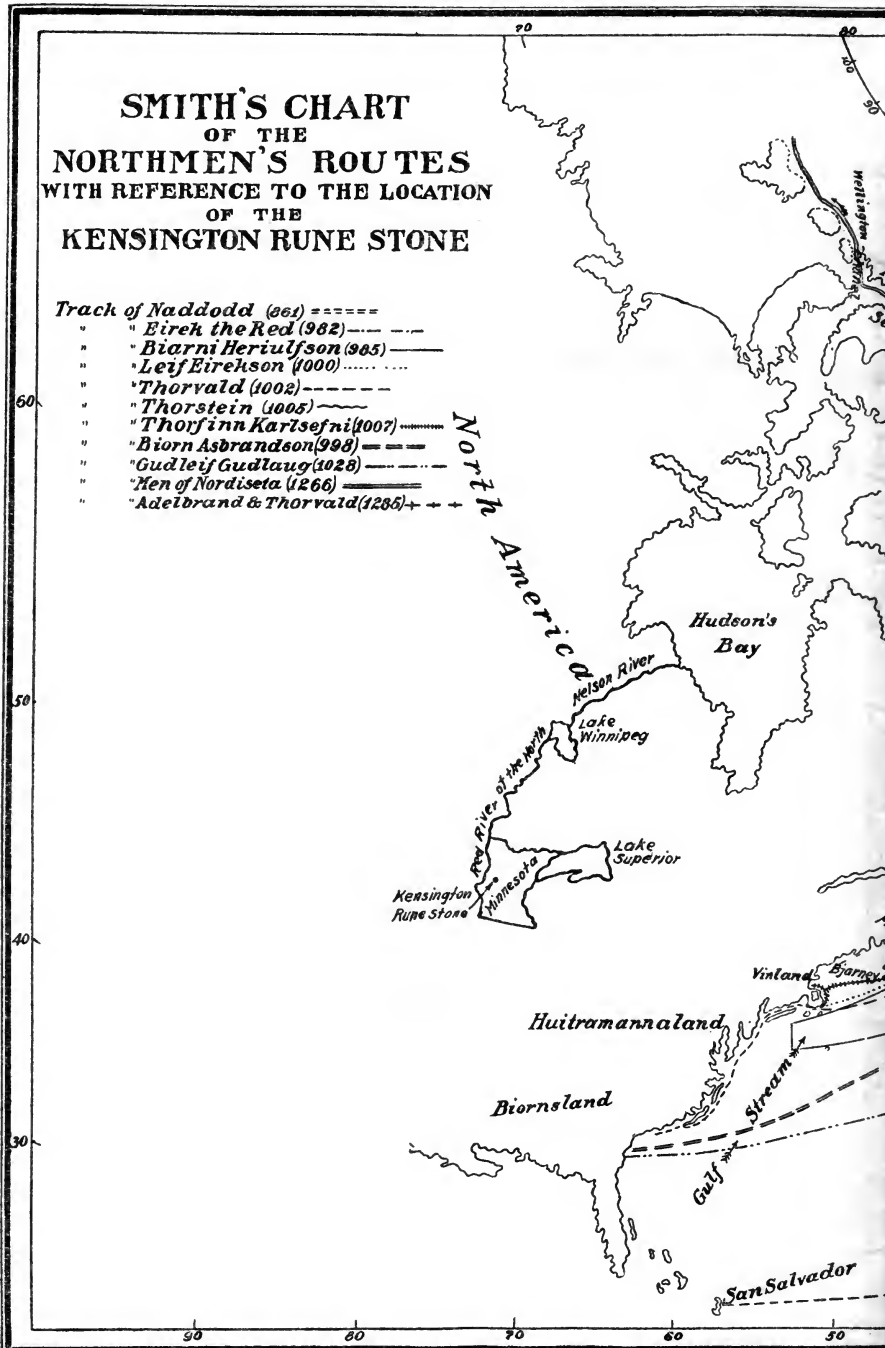 70
80
100
90
SMITH'S CHART
OF THE
NORTHMEN'S ROUTES
WITH REFERENCE TO THE LOCATION
OF THE
KENSINGTON RUNE STONE
Track of Naddodd (861)
" " Eirek the Red (982)
" " Biarni Heriulfson (985)
" " Leif Eirekson (1000)
" " Thorvald (1002)
" " Thorstein (1005)
" " Thorfinn Karlsefni (1007)
" " Biorn Asbrandson (998)
" " Gudleif Gudlaug (1028)
" " Men of Nordiseta (1266)
" " Adelbrand & Thorvald (1285)
Wellington
60
North America
Hudson's
Bay
50
Nelson River
Lake
Winnipeg
Red River of the North
Lake
Superior
Minnesota
Kensington
Rune Stone
40
Vinland
Bjarney
Huitramannaland
Stream
Biornsland
30
Gulf
San Salvador
90
80
70
60
50